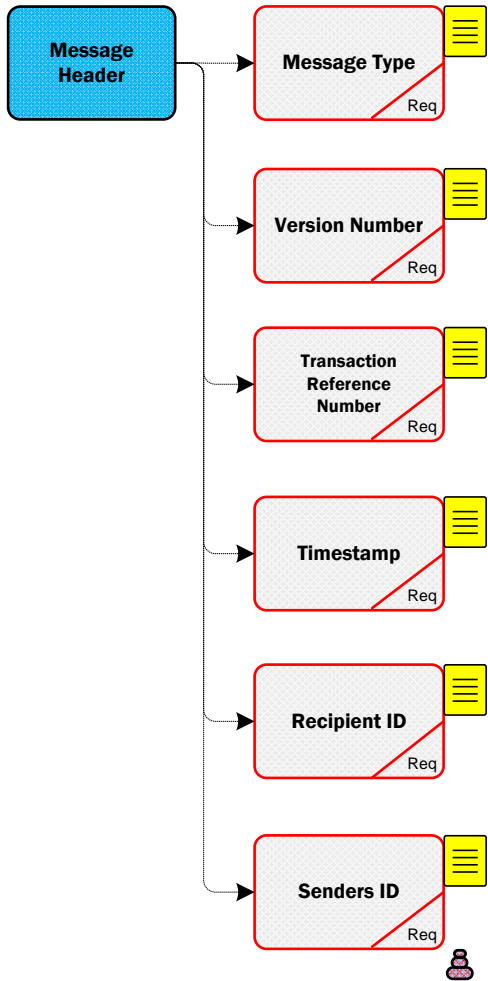 Message
Header
Message Type
Req
Version Number
Req
Transaction
Reference
Number
Req
Timestamp
Req
Recipient ID
Req
Senders ID
Req